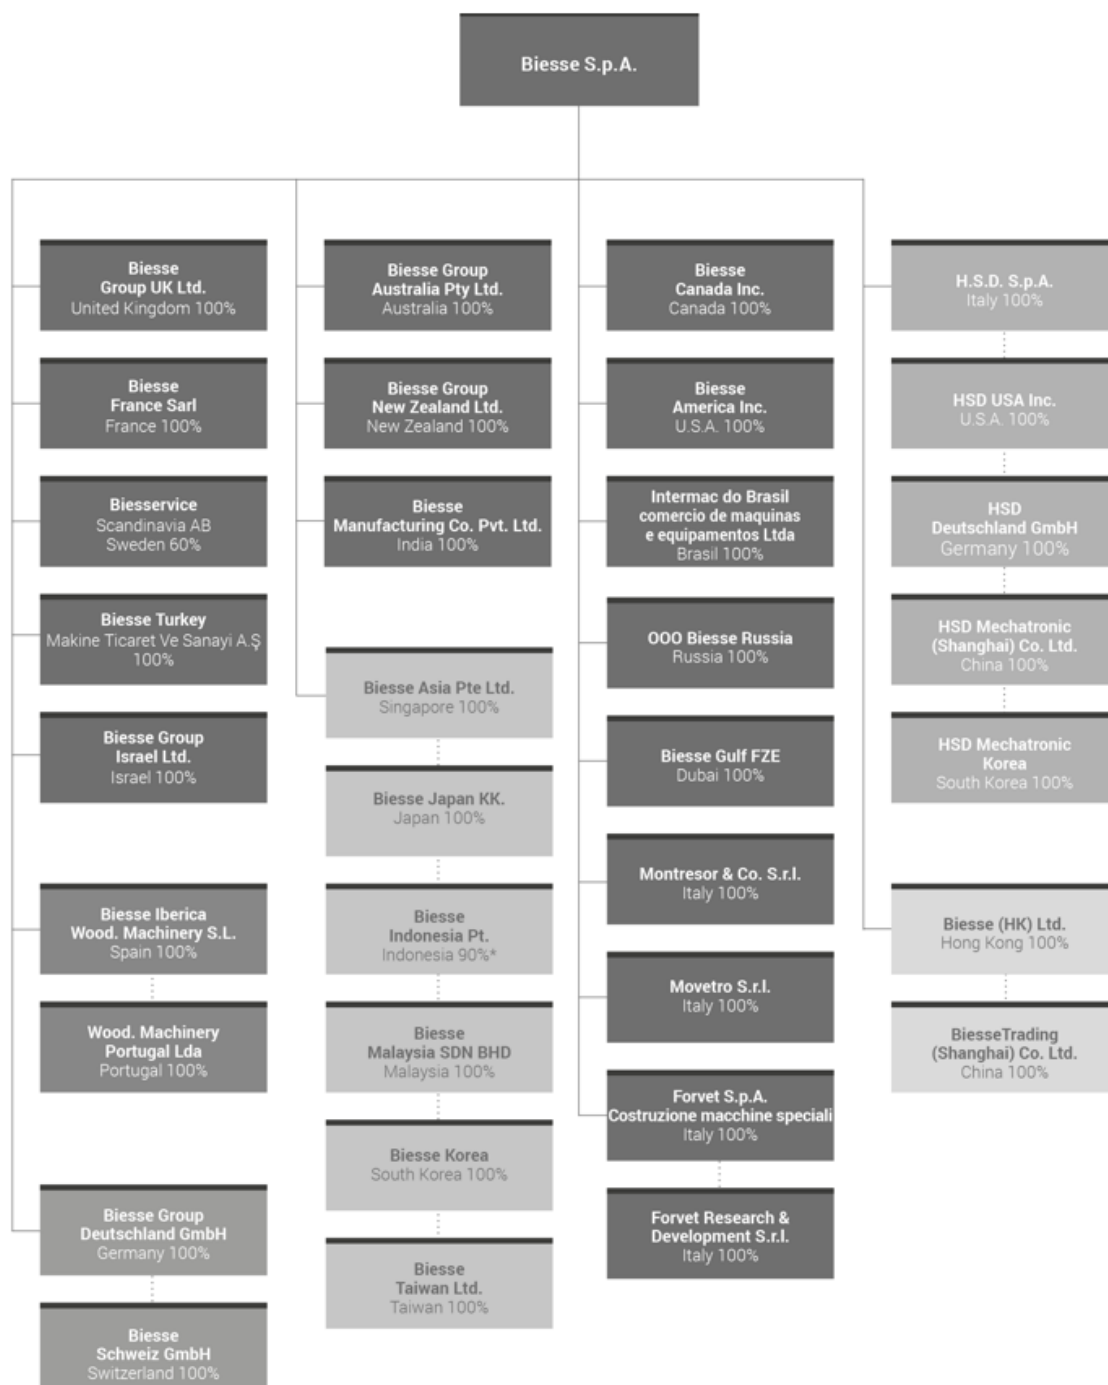 Biesse S.p.A.
Biesse
Group UK Ltd.
United Kingdom 100%
Biesse
France Sarl
France 100%
Biesservice
Scandinavia AB
Sweden 60%
Biesse Turkey
Makine Ticaret Ve Sanayi A.Ş
100%
Biesse Group
Israel Ltd.
Israel 100%
Biesse Iberica
Wood. Machinery S.L.
Spain 100%
Wood. Machinery
Portugal Lda
Portugal 100%
Biesse Group
Deutschland GmbH
Germany 100%
Biesse
Schweiz GmbH
Switzerland 100%
Biesse Group
Australia Pty Ltd.
Australia 100%
Biesse Group
New Zealand Ltd.
New Zealand 100%
Biesse
Manufacturing Co. Pvt. Ltd.
India 100%
Biesse Asia Pte Ltd.
Singapore 100%
Biesse Japan KK.
Japan 100%
Biesse
Indonesia Pt.
Indonesia 90%*
Biesse
Malaysia SDN BHD
Malaysia 100%
Biesse Korea
South Korea 100%
Biesse
Taiwan Ltd.
Taiwan 100%
Biesse
Canada Inc.
Canada 100%
Biesse
America Inc.
U.S.A. 100%
Intermac do Brasil
comercio de maquinas
e equipamentos Ltda
Brasil 100%
OOO Biesse Russia
Russia 100%
Biesse Gulf FZE
Dubai 100%
Montresor & Co. S.r.l.
Italy 100%
Movetro S.r.l.
Italy 100%
Forvet S.p.A.
Costruzione macchine speciali
Italy 100%
Forvet Research &
Development S.r.l.
Italy 100%
H.S.D. S.p.A.
Italy 100%
HSD USA Inc.
U.S.A. 100%
HSD
Deutschland GmbH
Germany 100%
HSD Mechatronic
(Shanghai) Co. Ltd.
China 100%
HSD Mechatronic
Korea
South Korea 100%
Biesse (HK) Ltd.
Hong Kong 100%
BiesseTrading
(Shanghai) Co. Ltd.
China 100%